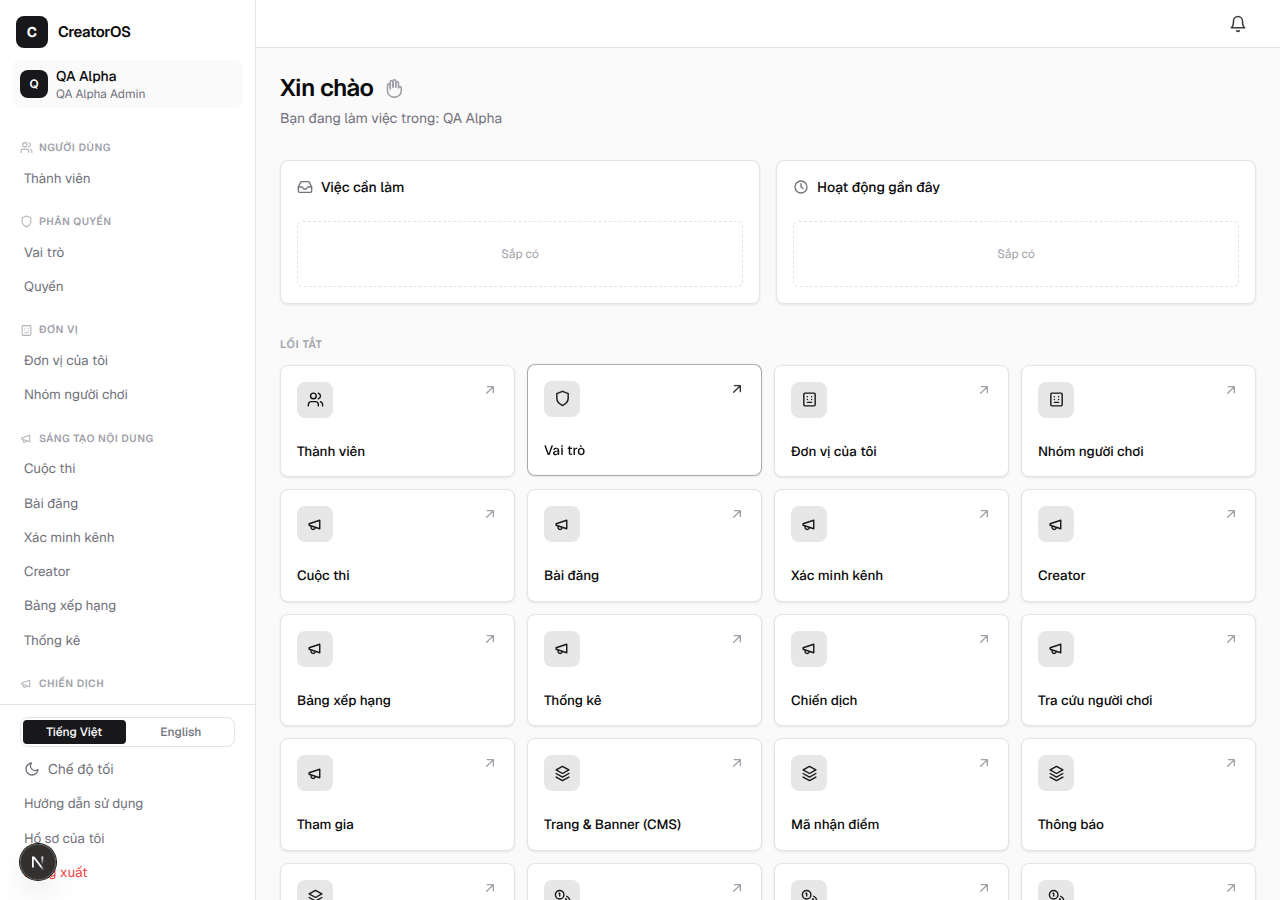 C CreatorOS
Q QA Alpha
QA Alpha Admin
NGƯỜI DÙNG
Thành viên
PHÂN QUYỀN
Vai trò
Quyền
ĐƠN VỊ
Đơn vị của tôi
Nhóm người chơi
SÁNG TẠO NỘI DUNG
Cuộc thi
Bài đăng
Xác minh kênh
Creator
Bảng xếp hạng
Thống kê
CHIẾN DỊCH
Tiếng Việt English
Chế độ tối
Hướng dẫn sử dụng
Hồ sơ của tôi
N
xuất
Xin chào
Bạn đang làm việc trong: QA Alpha
Việc cần làm
Sắp có
Hoạt động gần đây
Sắp có
LỐI TẮT
Thành viên
Vai trò
Đơn vị của tôi
Nhóm người chơi
Cuộc thi
Bài đăng
Xác minh kênh
Creator
Bảng xếp hạng
Thống kê
Chiến dịch
Tra cứu người chơi
Tham gia
Trang & Banner (CMS)
Mã nhận điểm
Thông báo